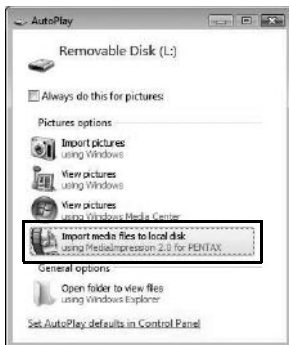 AutoPlay
Removable Disk (L:)
Always do this for pictures:
Pictures options
Import pictures
using Windows
View pictures
using Windows
View pictures
using Windows Media Center
Import media files to local disk
using MediaImpression 2.0 for PENTAX
General options
Open folder to view files
using Windows Explorer
Set AutoPlay defaults in Control Panel